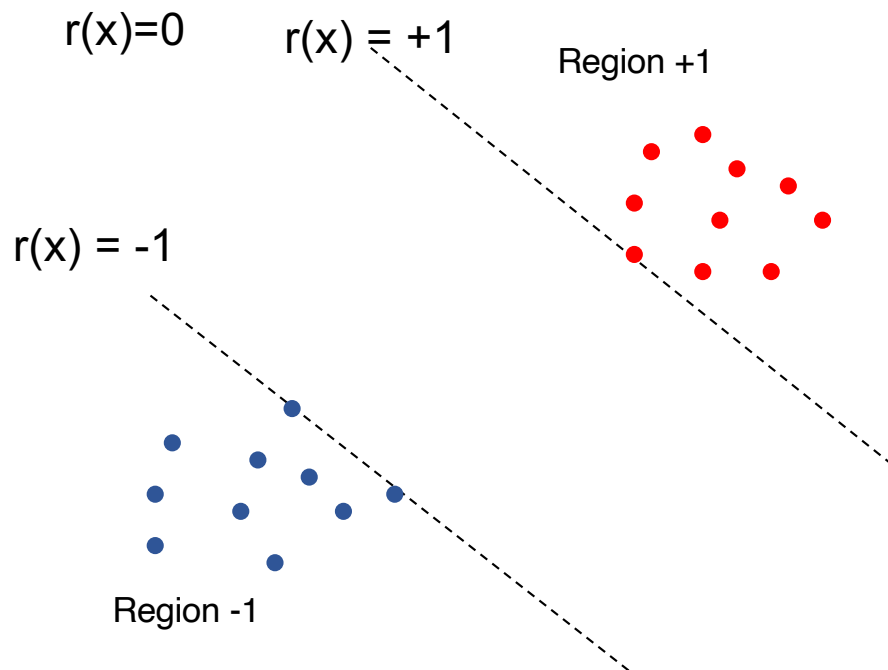 r(x)=0
r(x) = +1
Region +1
r(x) = -1
Region -1